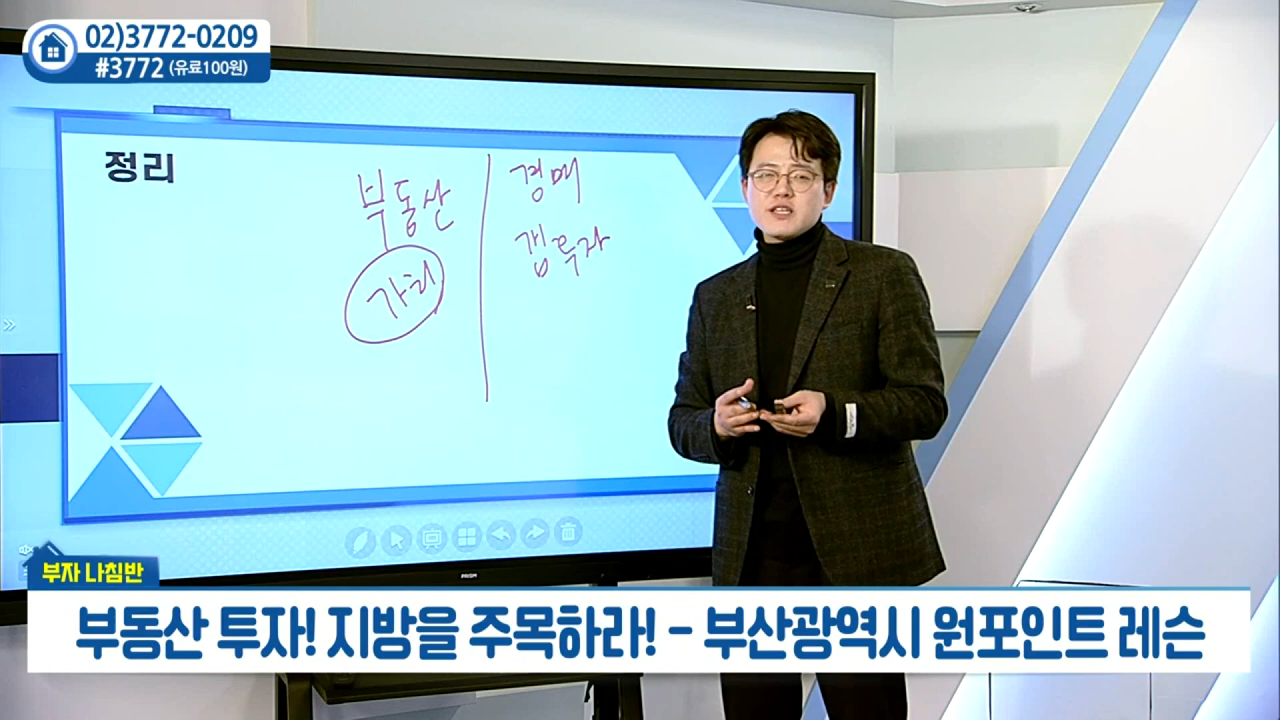 02)3772-0209
#3772 (유료100원)
정리
부동산
가치
경매
갭투자
PRISM
부자 나침반
부동산 투자! 지방을 주목하라! - 부산광역시 원포인트 레슨